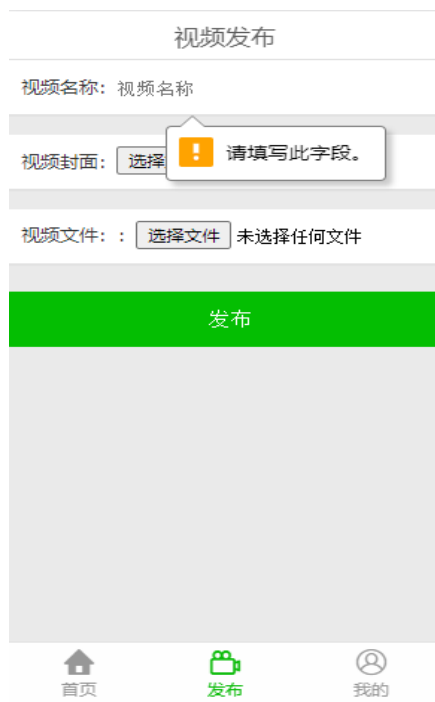 视频发布
视频名称: 视频名称
请填写此字段。
视频封面: 选择
视频文件: : 选择文件 未选择任何文件
发布
首页 发布 我的